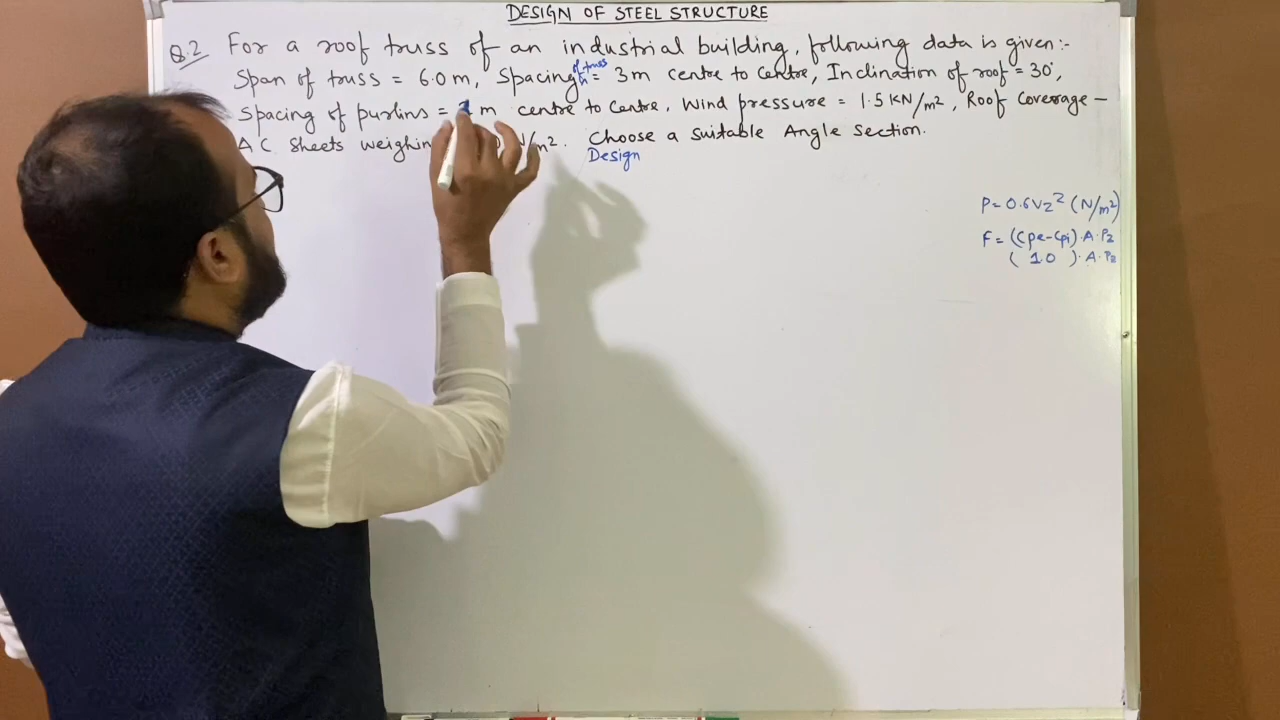 DESIGN OF STEEL STRUCTURE
Q.2 For a roof truss of an industrial building, following data is given:-
Span of truss = 6.0 m, Spacing of truss = 3m centre to centre, Inclination of roof = 30°,
Spacing of purlins = m centre to centre, Wind pressure = 1.5 KN/m2, Roof Coverage -
A C Sheets N/m2. Choose a suitable Angle section.
Design
P = 0.6Vz2 (N/m2)
F = (Cpe-Cpi).A.Pz
( 1.0 ).A.Pz